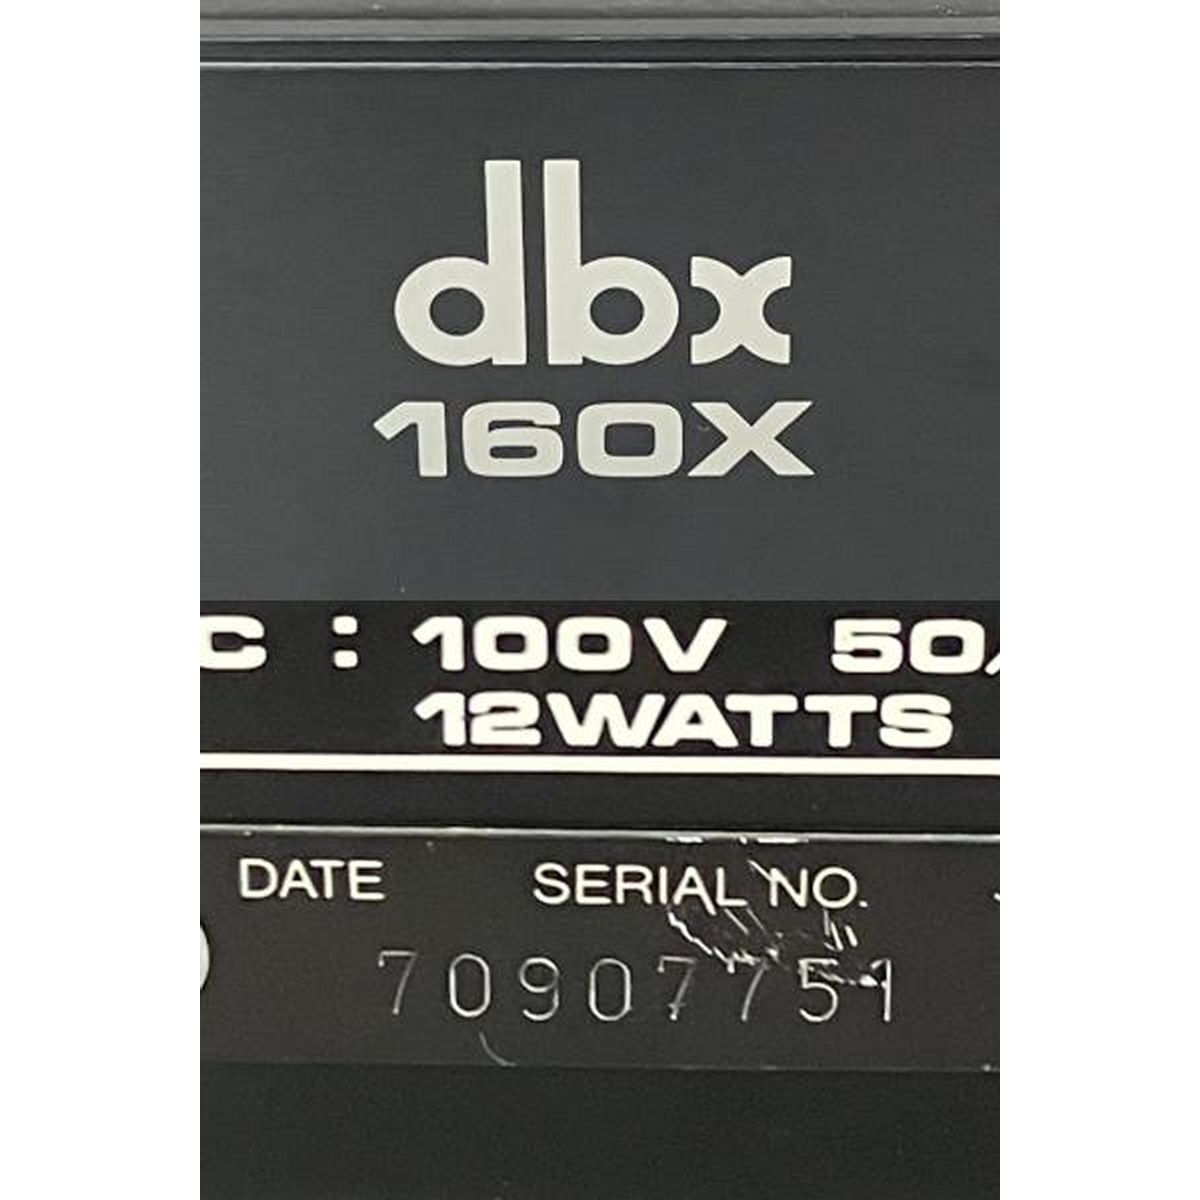 dbx
160X
C : 100V 50/
12WATTS
DATE SERIAL NO.
70907751